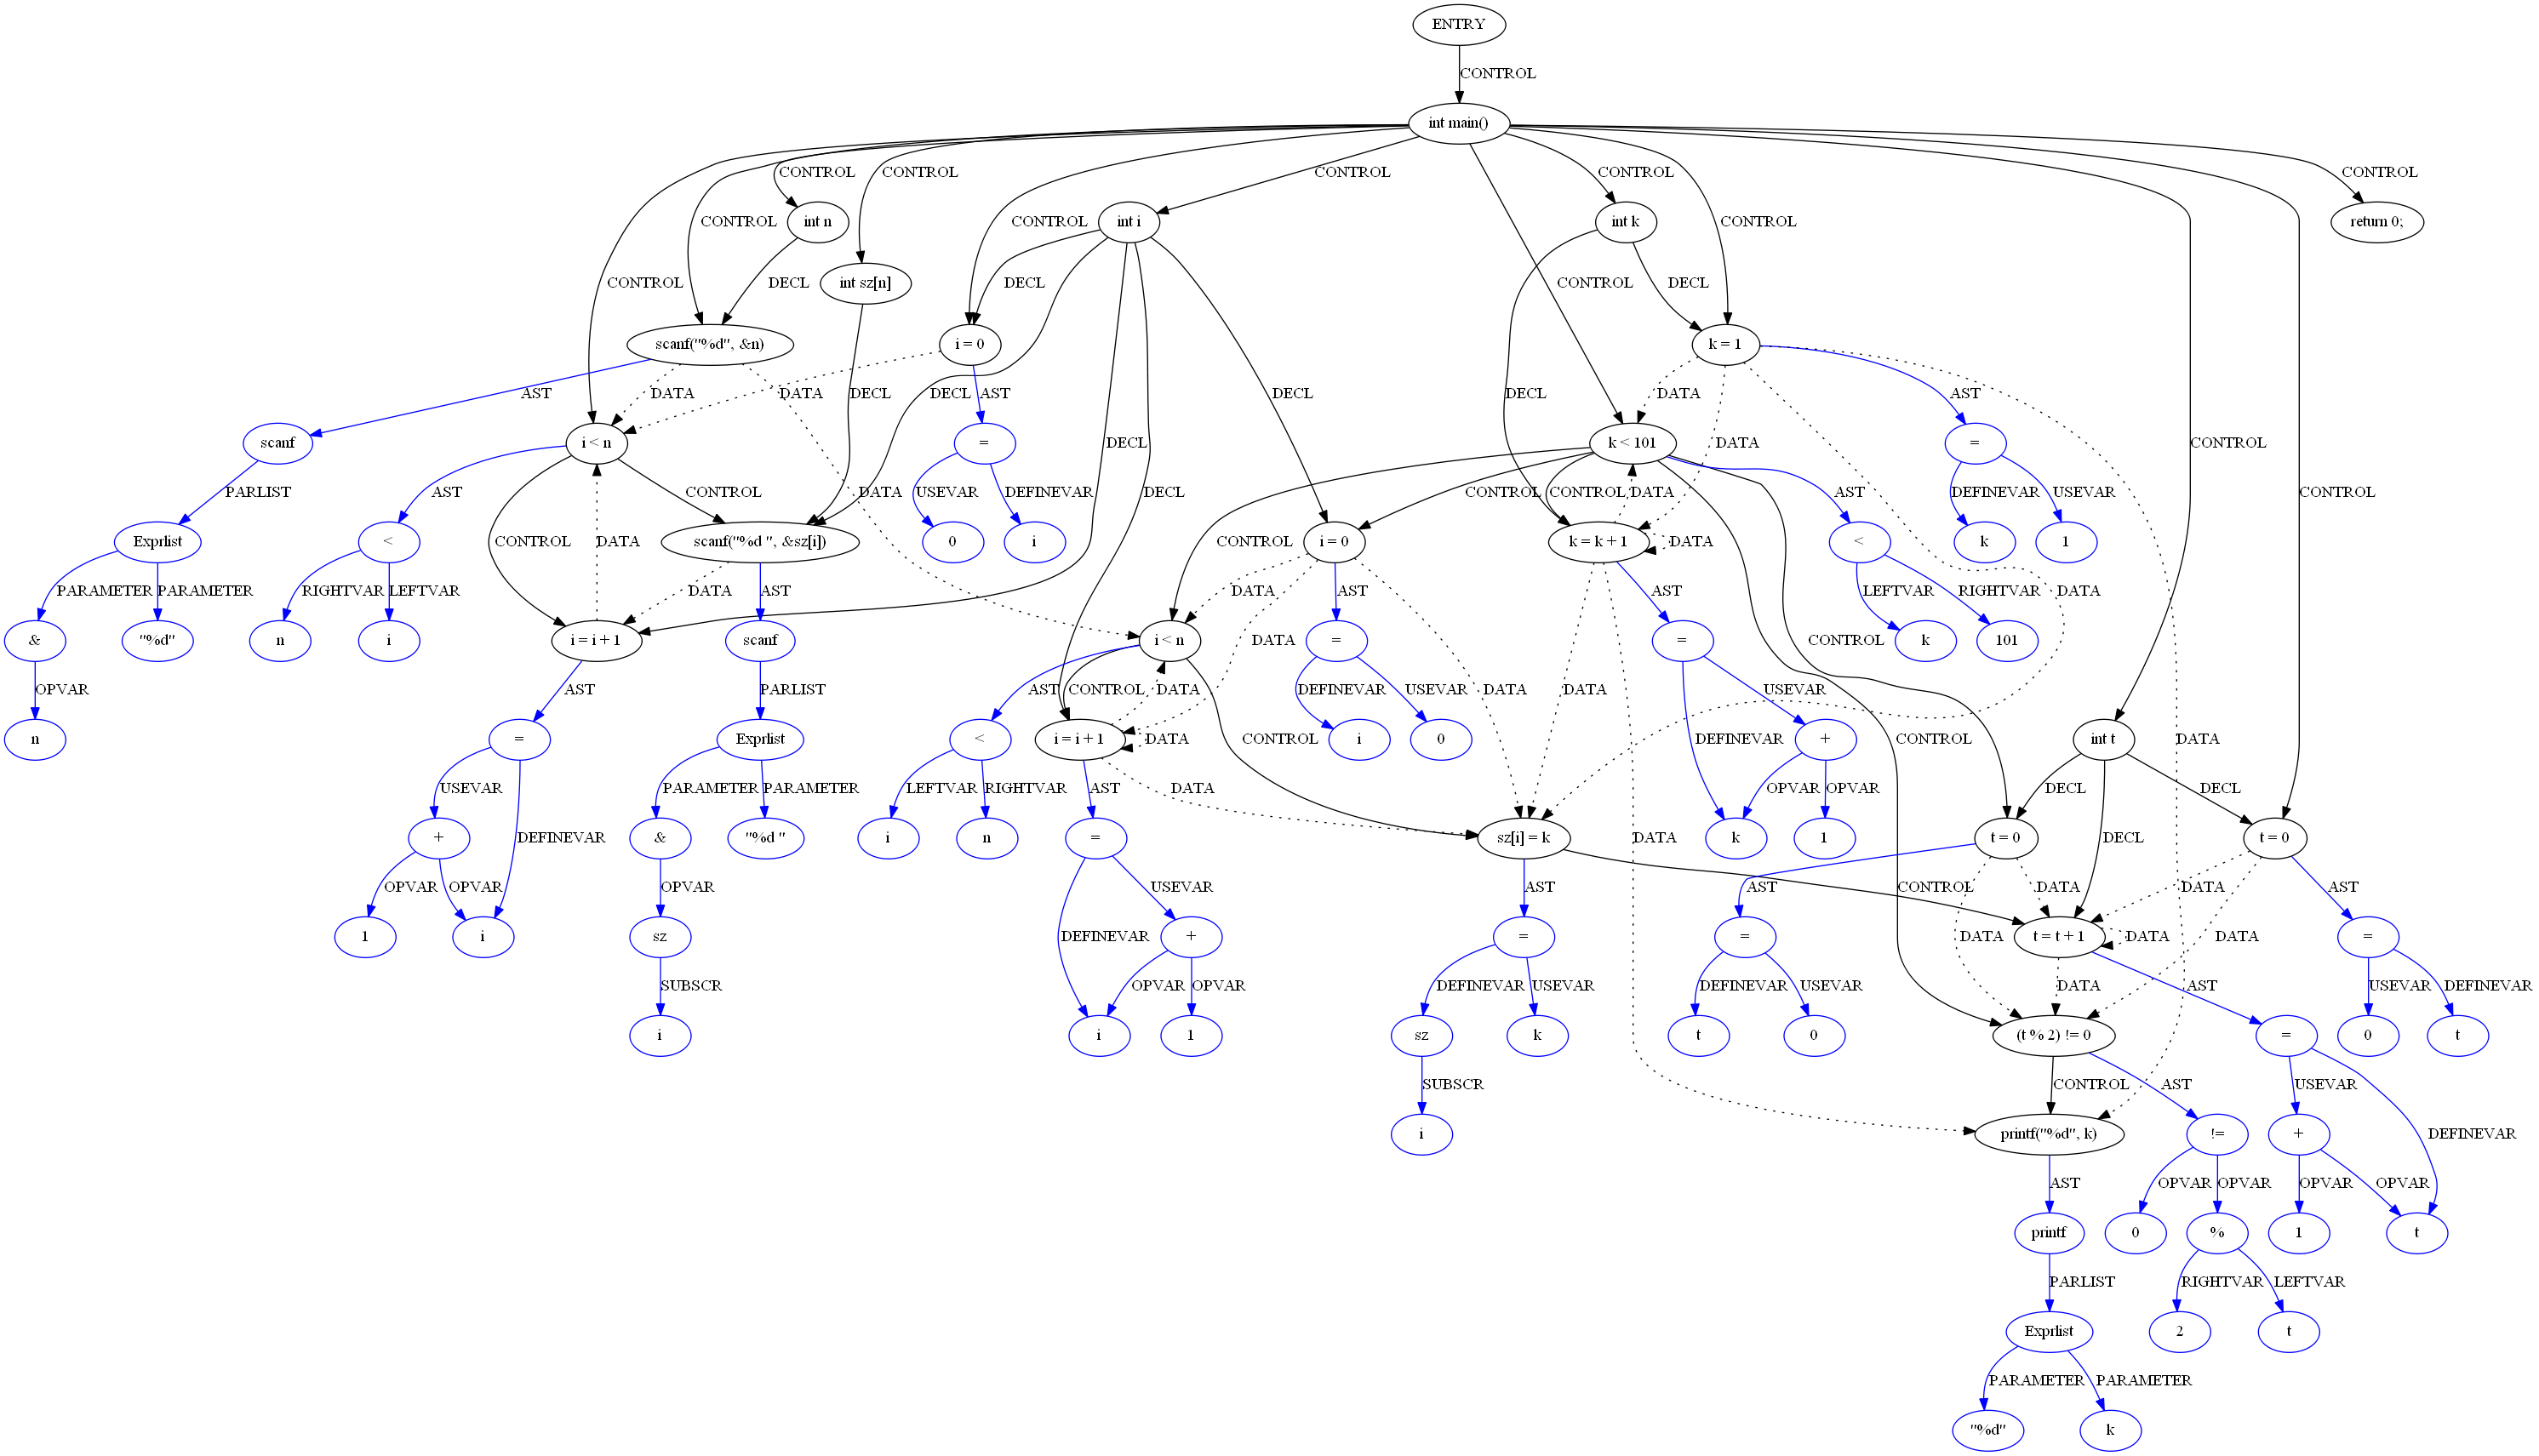 ENTRY
CONTROL
int main()
CONTROL CONTROL CONTROL CONTROL CONTROL
CONTROL int n CONTROL int i int k CONTROL return 0;
DECL int sz[n] DECL CONTROL CONTROL DECL
scanf("%d", &n) i = 0 k = 1
AST DATA DATA AST DECL DECL DECL DECL DATA AST
scanf i < n = DECL k < 101 DATA = CONTROL
PARLIST AST CONTROL DATA USEVAR DEFINEVAR DECL CONTROL CONTROL DATA AST DEFINEVAR USEVAR CONTROL
Exprlist < scanf("%d ", &sz[i]) 0 i i = 0 k = k + 1 DATA < k 1
CONTROL DATA CONTROL
PARAMETER PARAMETER RIGHTVAR LEFTVAR DATA AST DATA AST DATA AST LEFTVAR RIGHTVAR DATA
& "%d" n i i = i + 1 scanf i < n DATA = = k 101 CONTROL
OPVAR AST PARLIST AST CONTROL DATA DEFINEVAR USEVAR DATA DATA USEVAR
n = Exprlist < i = i + 1 DATA CONTROL i 0 DEFINEVAR + CONTROL int t DATA
USEVAR PARAMETER PARAMETER LEFTVAR RIGHTVAR AST DATA OPVAR OPVAR DECL DECL
+ DEFINEVAR & "%d " i n = sz[i] = k DATA k 1 t = 0 DECL t = 0
OPVAR OPVAR OPVAR USEVAR AST AST CONTROL DATA DATA AST
1 i sz DEFINEVAR + = = t = t + 1 DATA =
SUBSCR OPVAR OPVAR DEFINEVAR USEVAR DEFINEVAR USEVAR DATA DATA DATA AST USEVAR DEFINEVAR
i i 1 sz k t 0 (t % 2) != 0 = 0 t
SUBSCR CONTROL AST USEVAR
i printf("%d", k) != + DEFINEVAR
AST OPVAR OPVAR OPVAR OPVAR
printf 0 % 1 t
PARLIST RIGHTVAR LEFTVAR
Exprlist 2 t
PARAMETER PARAMETER
"%d" k